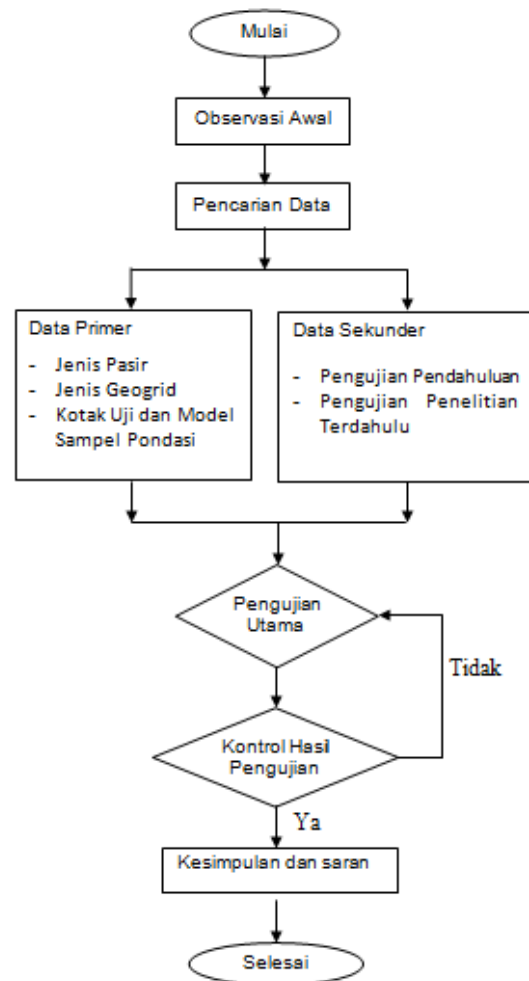 Mulai
Observasi Awal
Pencarian Data
Data Primer
- Jenis Pasir
- Jenis Geogrid
- Kotak Uji dan Model
Sampel Pondasi
Data Sekunder
- Pengujian Pendahuluan
- Pengujian Penelitian
Terdahulu
Pengujian
Utama
Tidak
Kontrol Hasil
Pengujian
Ya
Kesimpulan dan saran
Selesai